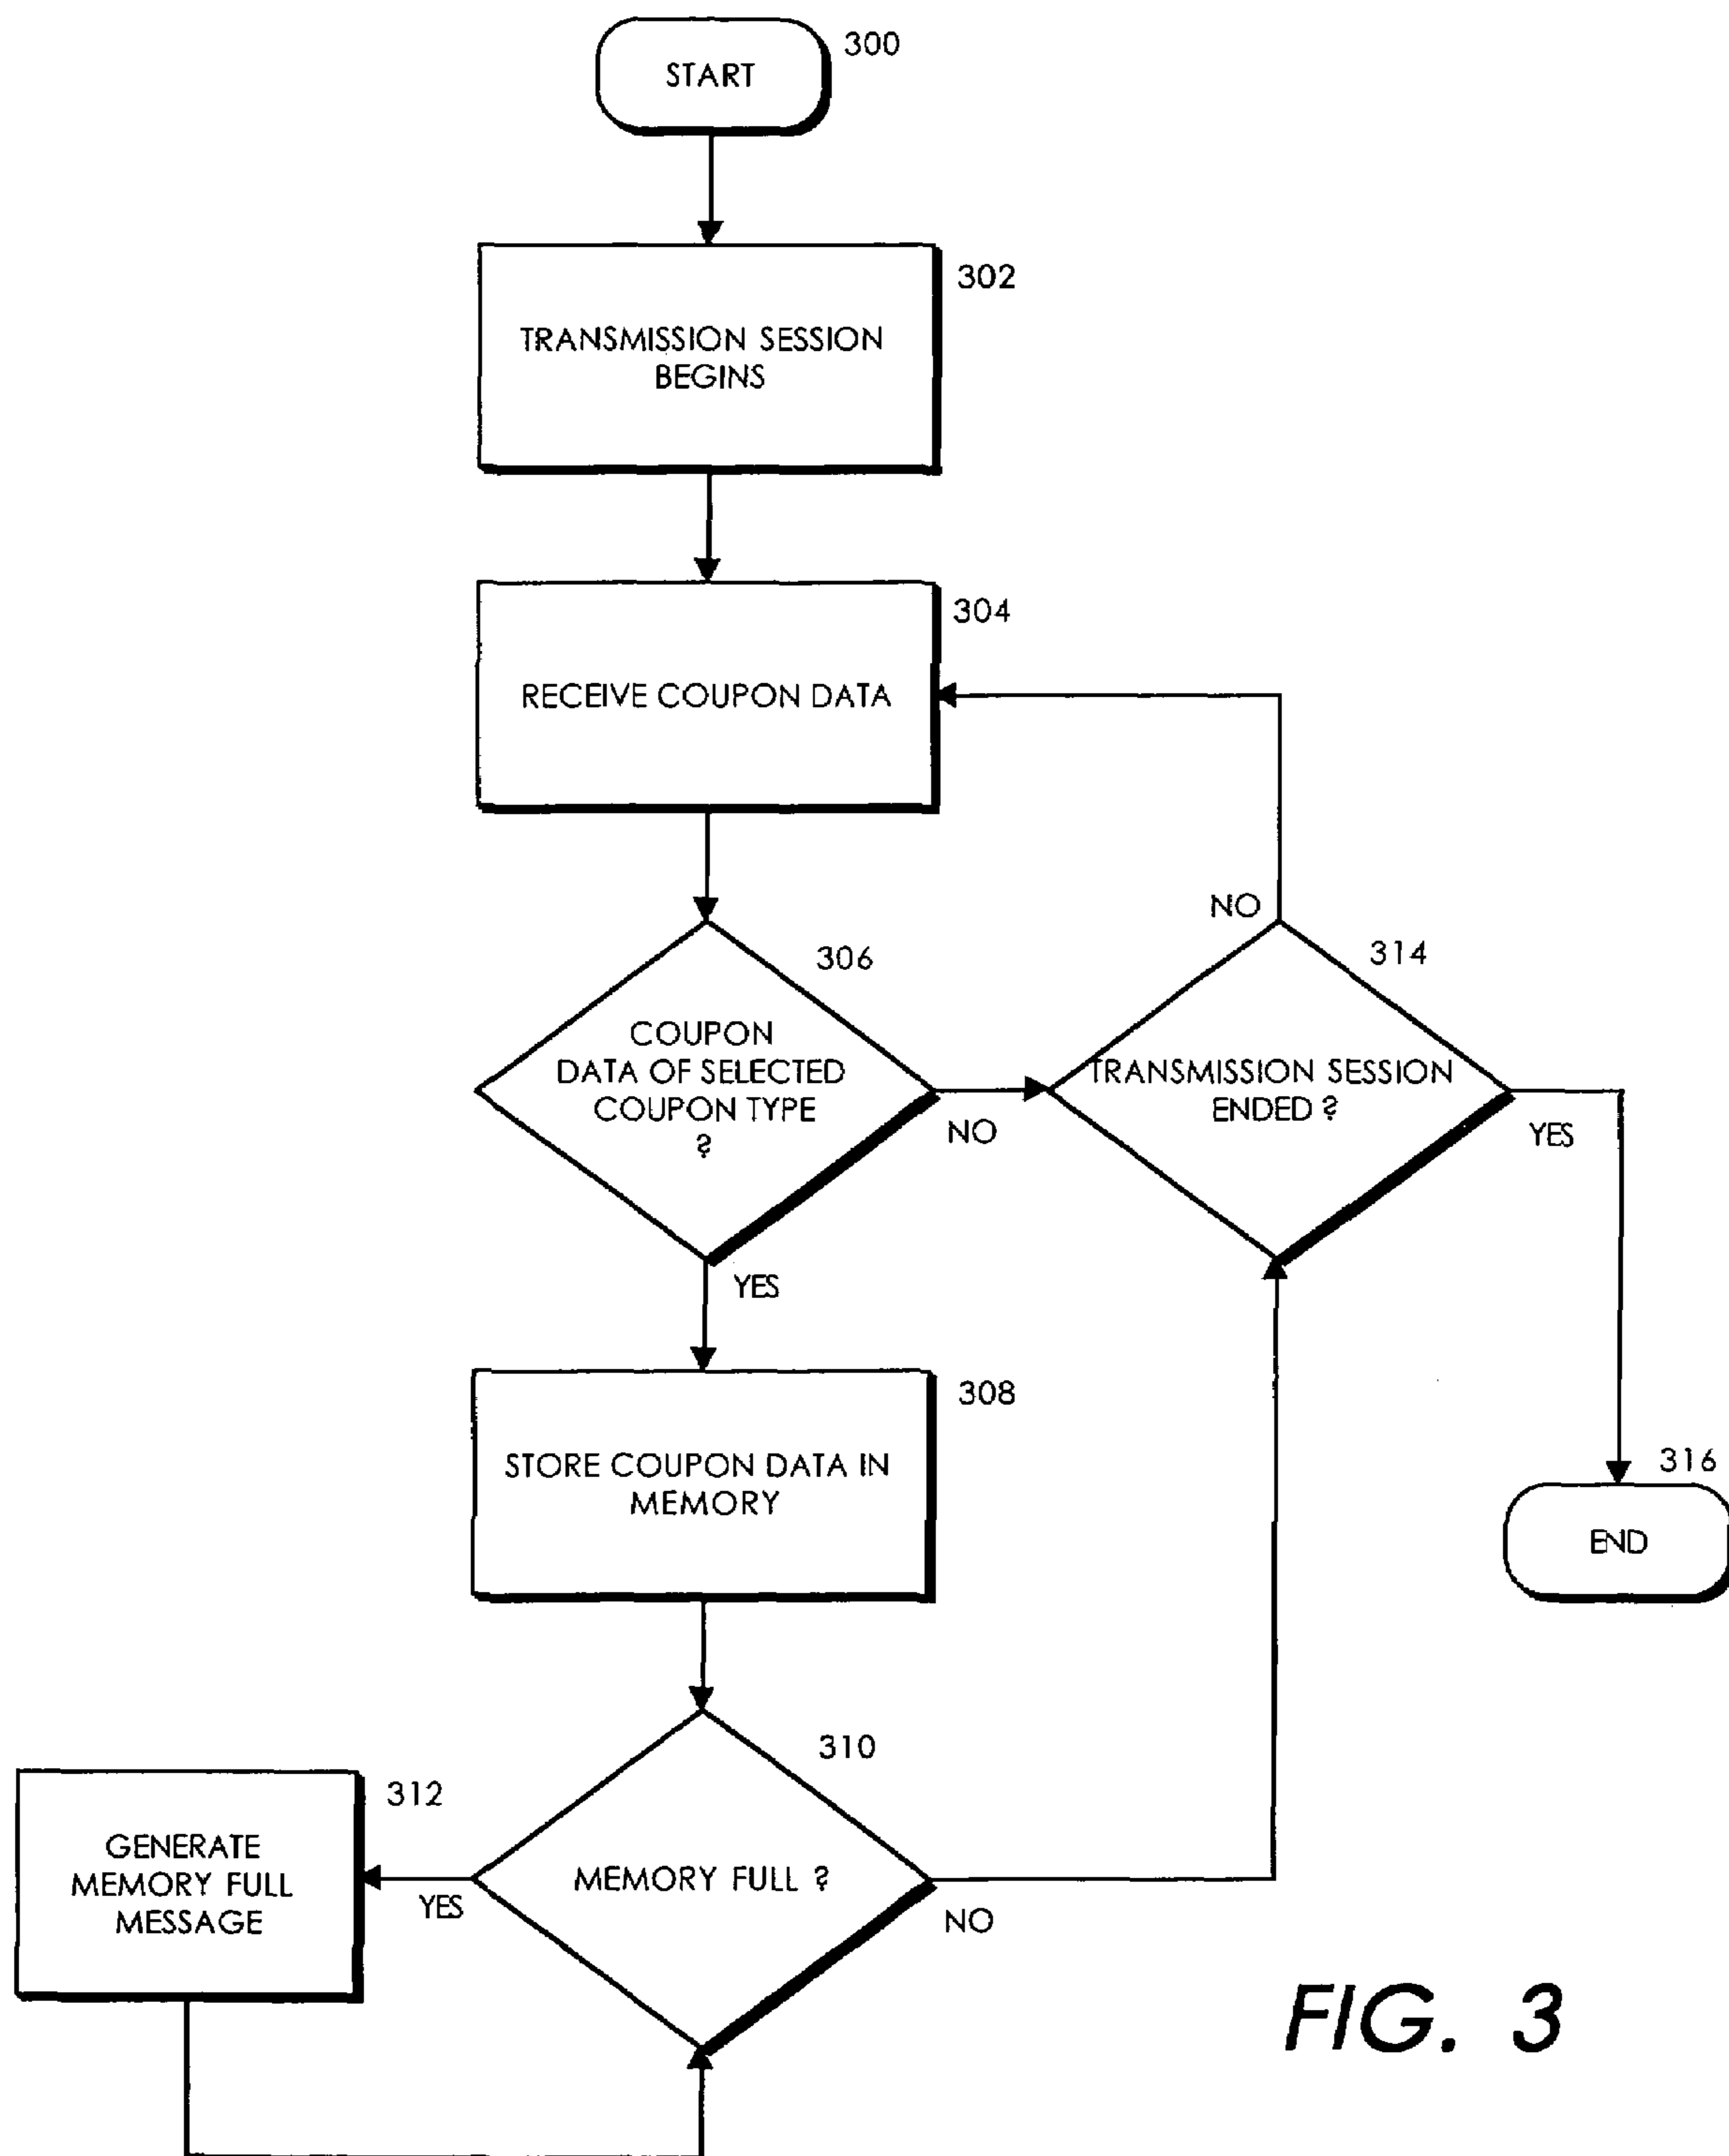 START
300
302
TRANSMISSION SESSION
BEGINS
304
RECEIVE COUPON DATA
NO
306
314
COUPON
DATA OF SELECTED
COUPON TYPE
?
TRANSMISSION SESSION
ENDED ?
NO
YES
YES
308
STORE COUPON DATA IN
MEMORY
316
END
310
312
GENERATE
MEMORY FULL
MESSAGE
MEMORY FULL ?
YES
NO
FIG. 3